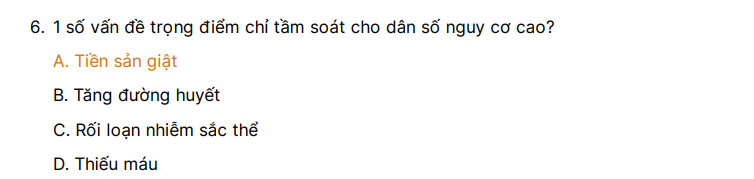 6. 1 số vấn đề trọng điểm chỉ tầm soát cho dân số nguy cơ cao?
A. Tiền sản giật
B. Tăng đường huyết
C. Rối loạn nhiễm sắc thể
D. Thiếu máu